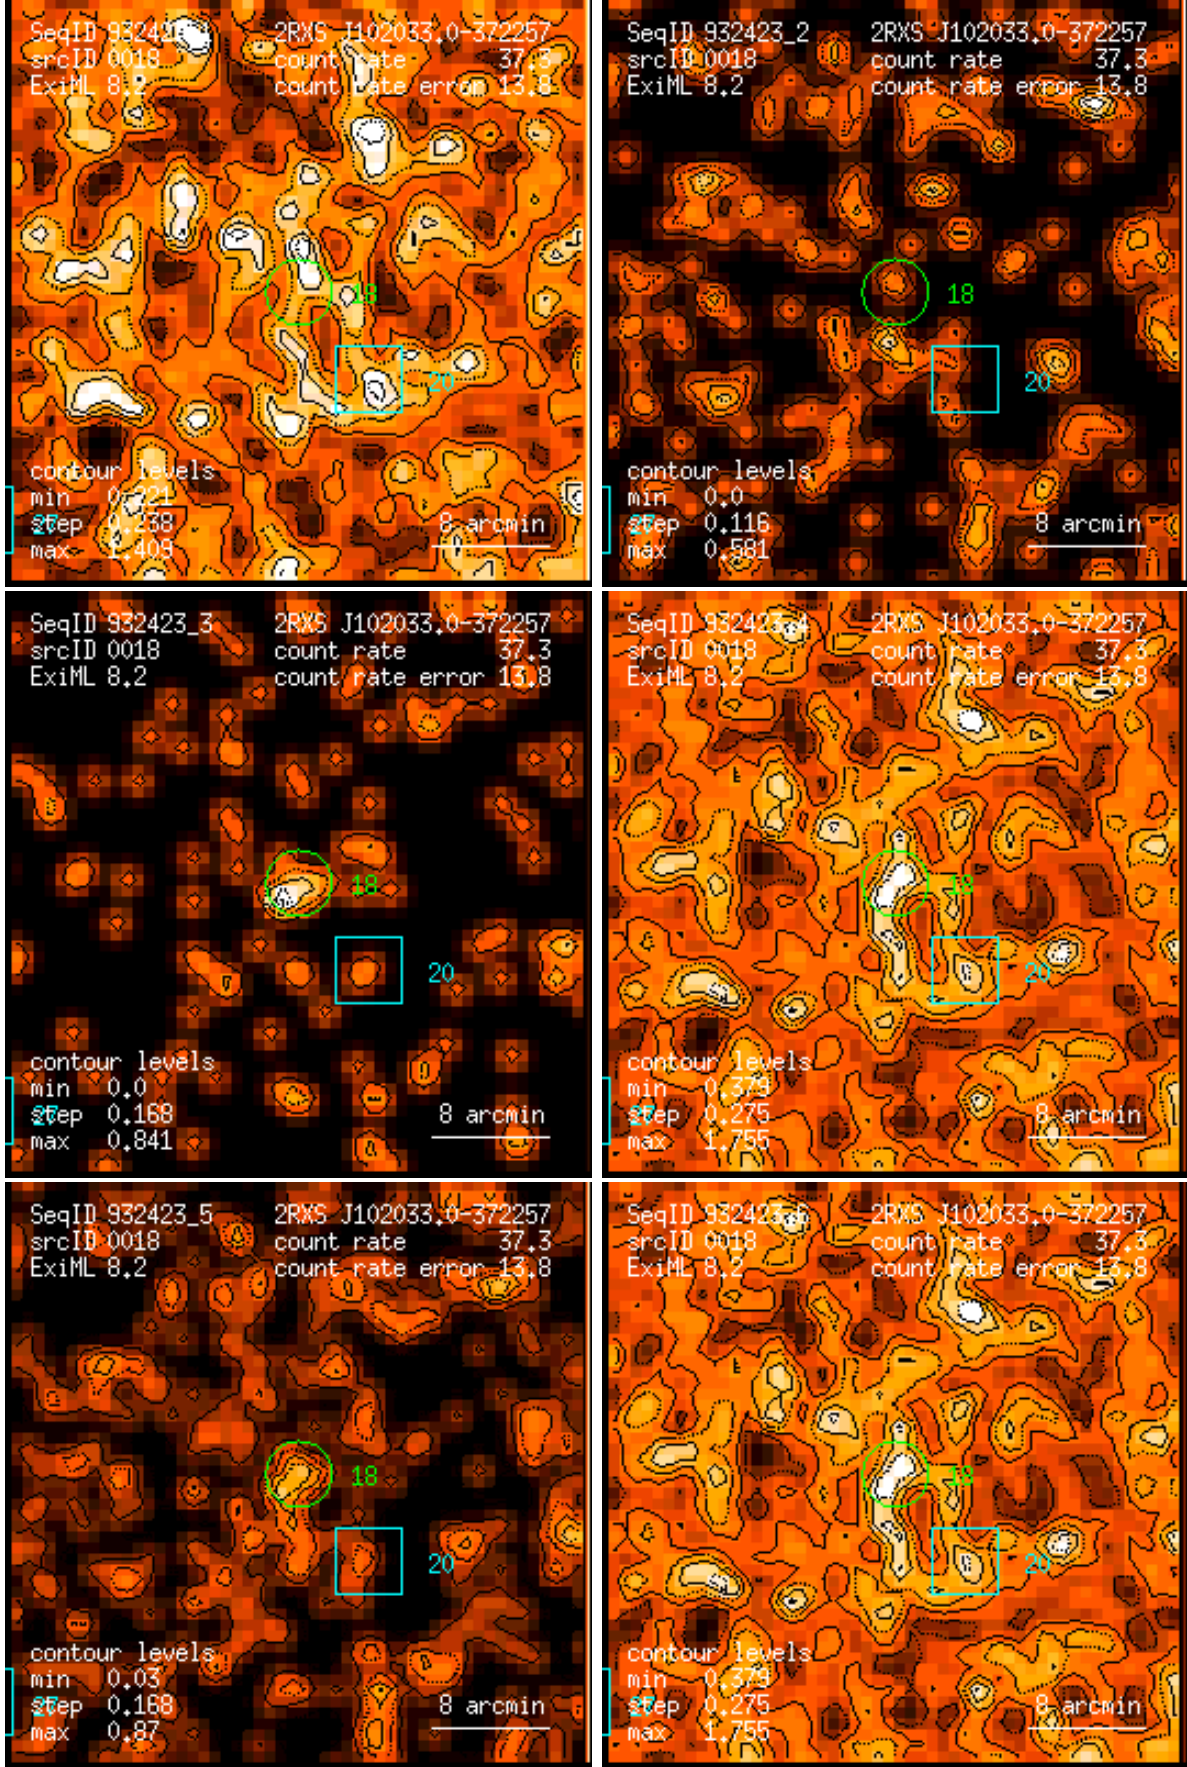 SeqID 93242
2RXS J102033.0-372257
srcID 0018
count rate 37.3
ExiML 8.2
count rate error 13.8
18
20
contour levels
min 0.221
step 0.238
max 1.409
27
8 arcmin
SeqID 932423_2
2RXS J102033.0-372257
srcID 0018
count rate 37.3
ExiML 8.2
count rate error 13.8
18
20
contour levels
min 0.0
step 0.116
max 0.581
27
8 arcmin
SeqID 932423_3
2RXS J102033.0-372257
srcID 0018
count rate 37.3
ExiML 8.2
count rate error 13.8
18
20
contour levels
min 0.0
step 0.168
max 0.841
27
8 arcmin
SeqID 932423_4
2RXS J102033.0-372257
srcID 0018
count rate 37.3
ExiML 8.2
count rate error 13.8
18
20
contour levels
min 0.379
step 0.275
max 1.755
27
8 arcmin
SeqID 932423_5
2RXS J102033.0-372257
srcID 0018
count rate 37.3
ExiML 8.2
count rate error 13.8
18
20
contour levels
min 0.03
step 0.168
max 0.87
27
8 arcmin
SeqID 932423_6
2RXS J102033.0-372257
srcID 0018
count rate 37.3
ExiML 8.2
count rate error 13.8
18
20
contour levels
min 0.379
step 0.275
max 1.755
27
8 arcmin